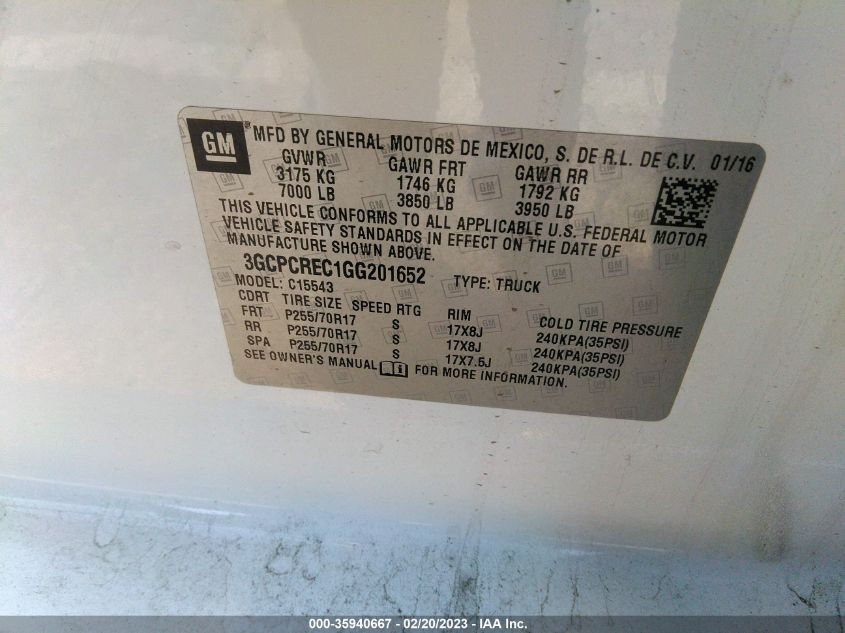 GM ® MFD BY GENERAL MOTORS DE MEXICO, S. DE R.L. DE C.V. 01/16
GVWR GAWR FRT GAWR RR
3175 KG 1746 KG 1792 KG
7000 LB 3850 LB 3950 LB
THIS VEHICLE CONFORMS TO ALL APPLICABLE U.S. FEDERAL MOTOR
VEHICLE SAFETY STANDARDS IN EFFECT ON THE DATE OF
MANUFACTURE SHOWN ABOVE.
3GCPCREC1GG201652 TYPE: TRUCK
MODEL: C15543
CDRT TIRE SIZE SPEED RTG RIM COLD TIRE PRESSURE
FRT P255/70R17 S 17X8J 240KPA(35PSI)
RR P255/70R17 S 17X8J 240KPA(35PSI)
SPA P255/70R17 S 17X7.5J 240KPA(35PSI)
SEE OWNER'S MANUAL FOR MORE INFORMATION.
000-35940667 - 02/20/2023 - IAA Inc.